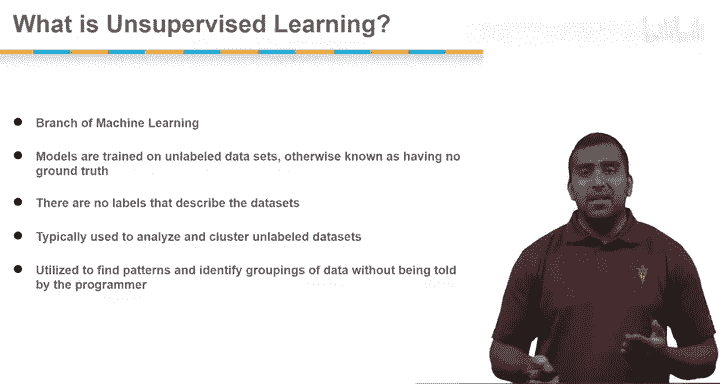 What is Unsupervised Learning?
Branch of Machine Learning
Models are trained on unlabeled data sets, otherwise known as having no
ground truth
There are no labels that describe the datasets
Typically used to analyze and cluster unlabeled datasets
Utilized to find patterns and identify groupings of data without being told
by the programmer